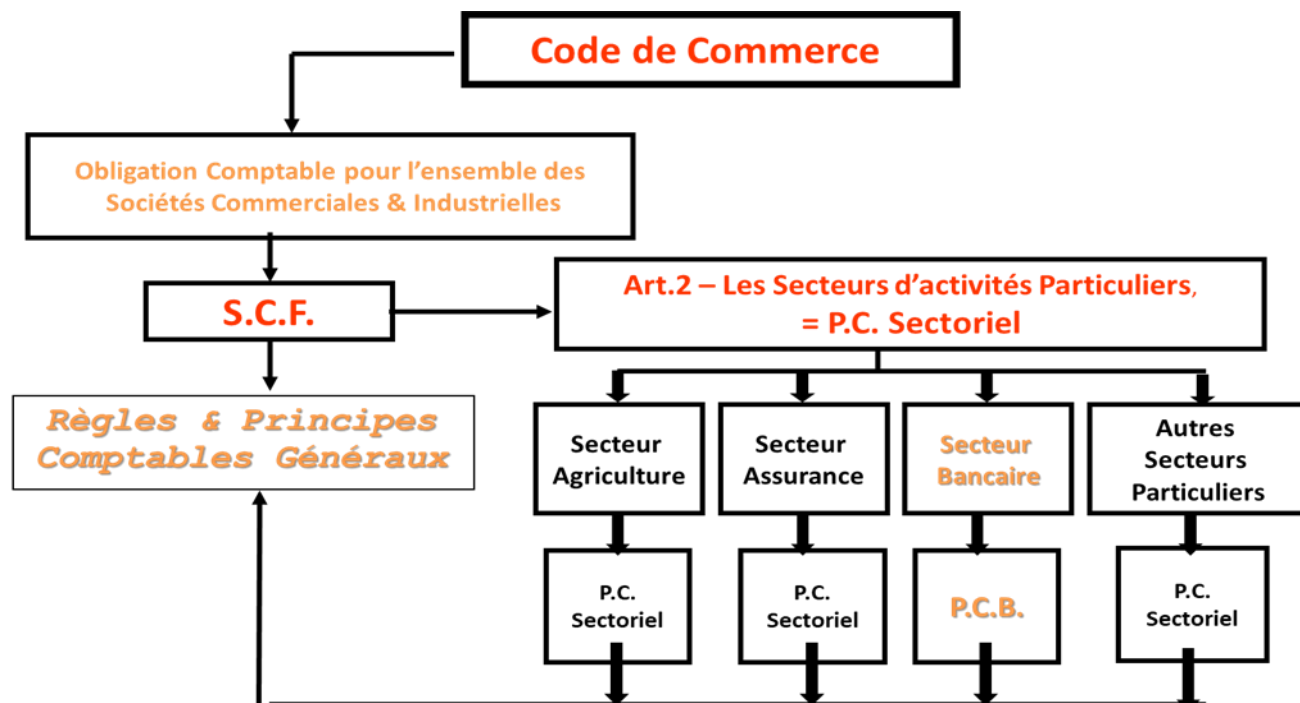 Code de Commerce
Obligation Comptable pour l'ensemble des
Sociétés Commerciales & Industrielles
S.C.F.
Art.2 – Les Secteurs d'activités Particuliers,
= P.C. Sectoriel
Règles & Principes
Comptables Généraux
Secteur
Agriculture
Secteur
Assurance
Secteur
Bancaire
Autres
Secteurs
Particuliers
P.C.
Sectoriel
P.C.
Sectoriel
P.C.B.
P.C.
Sectoriel